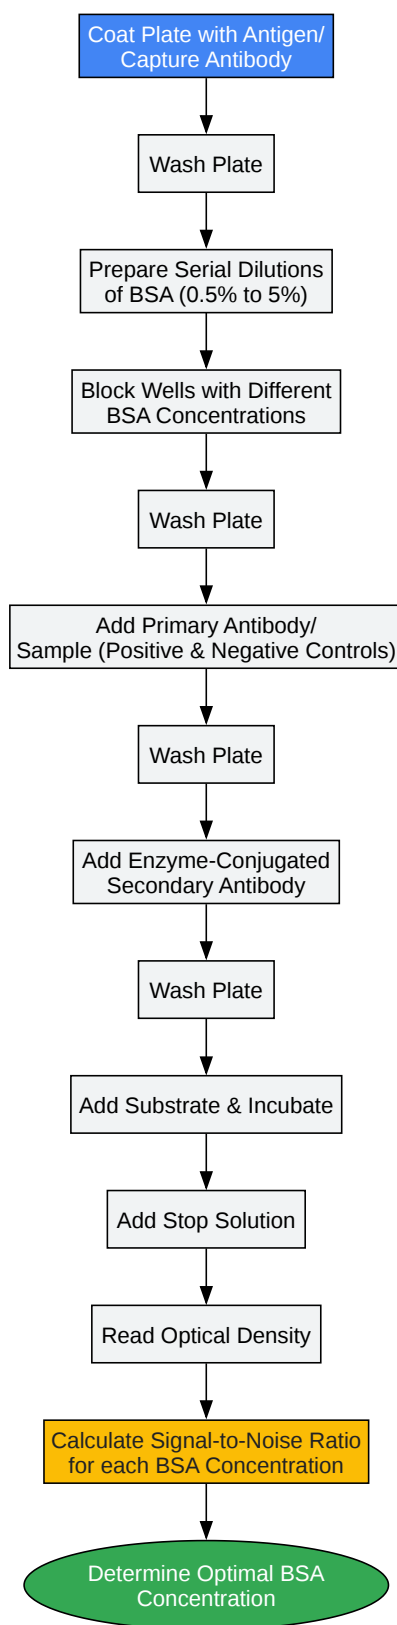 Coat Plate with Antigen/
Capture Antibody
Wash Plate
Prepare Serial Dilutions
of BSA (0.5% to 5%)
Block Wells with Different
BSA Concentrations
Wash Plate
Add Primary Antibody/
Sample (Positive & Negative Controls)
Wash Plate
Add Enzyme-Conjugated
Secondary Antibody
Wash Plate
Add Substrate & Incubate
Add Stop Solution
Read Optical Density
Calculate Signal-to-Noise Ratio
for each BSA Concentration
Determine Optimal BSA
Concentration